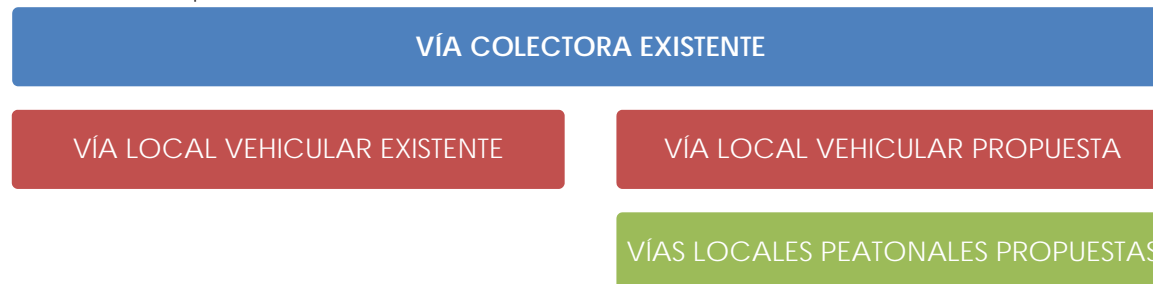 VÍA COLECTORA EXISTENTE
VÍA LOCAL VEHICULAR EXISTENTE
VÍA LOCAL VEHICULAR PROPUESTA
VÍAS LOCALES PEATONALES PROPUESTAS